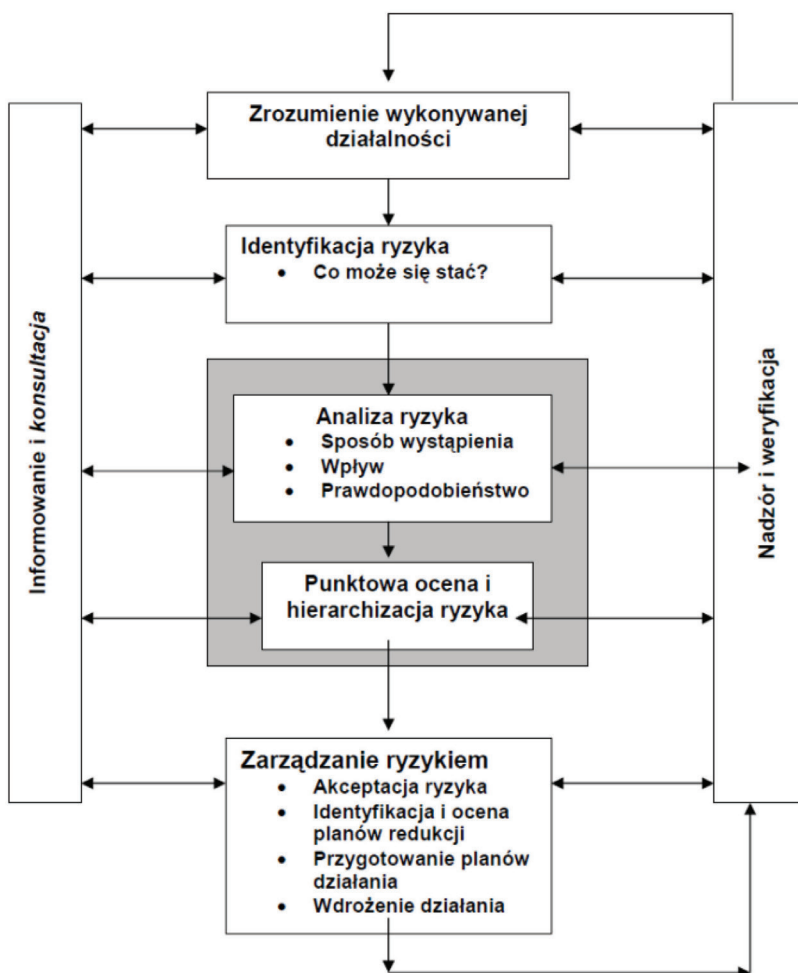 Zrozumienie wykonywanej
działalności
Informowanie i konsultacja
Nadzór i weryfikacja
Identyfikacja ryzyka
• Co może się stać?
Analiza ryzyka
• Sposób wystąpienia
• Wpływ
• Prawdopodobieństwo
Punktowa ocena i
hierarchizacja ryzyka
Zarządzanie ryzykiem
• Akceptacja ryzyka
• Identyfikacja i ocena
planów redukcji
• Przygotowanie planów
działania
• Wdrożenie działania